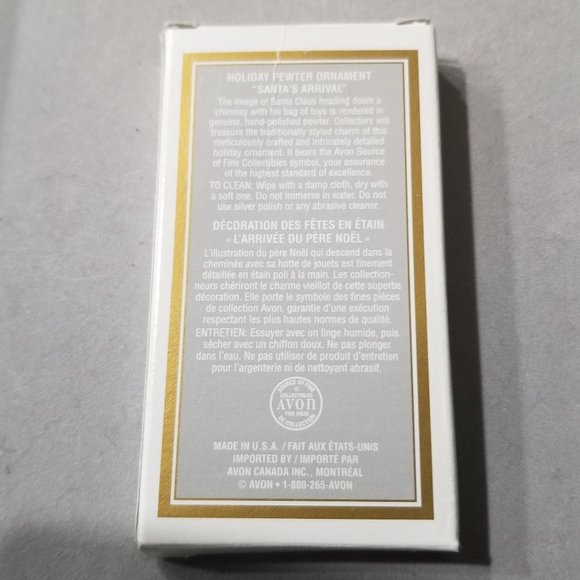 HOLIDAY PEWTER ORNAMENT
"SANTA'S ARRIVAL"
The image of Santa Claus heading down a
chimney with his bag of toys is rendered in
genuine, hand-polished pewter. Collectors will
treasure the traditionally styled charm of this
meticulously crafted and intricately detailed
holiday ornament. It bears the Avon Source
of Fine Collectibles symbol, your assurance
of the highest standard of excellence.
TO CLEAN: Wipe with a damp cloth, dry with
a soft one. Do not immerse in water. Do not
use silver polish or any abrasive cleaner.
DÉCORATION DES FÊTES EN ÉTAIN
« L'ARRIVÉE DU PÈRE NOËL »
L'illustration du père Noël qui descend dans la
cheminée avec sa hotte de jouets est finement
détaillée en étain poli à la main. Les collection-
neurs chériront le charme vieillot de cette superbe
décoration. Elle porte le symbole des fines pièces
de collection Avon, garantie d'une exécution
respectant les plus hautes normes de qualité.
ENTRETIEN: Essuyer avec un linge humide, puis
sécher avec un chiffon doux. Ne pas plonger
dans l'eau. Ne pas utiliser de produit d'entretien
pour l'argenterie ni de nettoyant abrasif.
SOURCE OF FINE
COLLECTIBLES
AVON
FINE PIECE
DE COLLECTION
MADE IN U.S.A. / FAIT AUX ÉTATS-UNIS
IMPORTED BY / IMPORTÉ PAR
AVON CANADA INC., MONTRÉAL
© AVON • 1-800-265-AVON